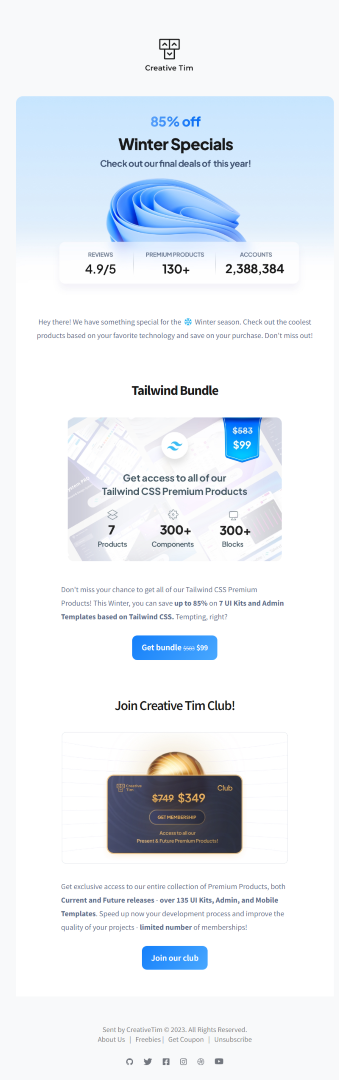 Creative Tim
85% off
Winter Specials
Check out our final deals of this year!
REVIEWS PREMIUM PRODUCTS ACCOUNTS
4.9/5 130+ 2,388,384
Hey there! We have something special for the ❄️ Winter season. Check out the coolest
products based on your favorite technology and save on your purchase. Don't miss out!
Tailwind Bundle
$583
$99
Get access to all of our
Tailwind CSS Premium Products
7 300+ 300+
Products Components Blocks
Don't miss your chance to get all of our Tailwind CSS Premium
Products! This Winter, you can save up to 85% on 7 UI Kits and Admin
Templates based on Tailwind CSS. Tempting, right?
Get bundle $583 $99
Join Creative Tim Club!
Creative
Tim
Club
$749 $349
GET MEMBERSHIP
Access to all our
Present & Future Premium Products!
Get exclusive access to our entire collection of Premium Products, both
Current and Future releases - over 135 UI Kits, Admin, and Mobile
Templates. Speed up now your development process and improve the
quality of your projects - limited number of memberships!
Join our club
Sent by CreativeTim © 2023. All Rights Reserved.
About Us | Freebies | Get Coupon | Unsubscribe